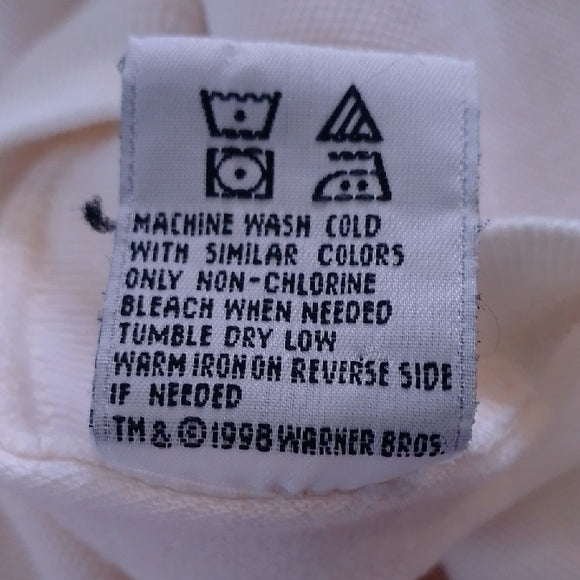 MACHINE WASH COLD
WITH SIMILAR COLORS
ONLY NON-CHLORINE
BLEACH WHEN NEEDED
TUMBLE DRY LOW
WARM IRON ON REVERSE SIDE
IF NEEDED
TM & © 1998 WARNER BROS.